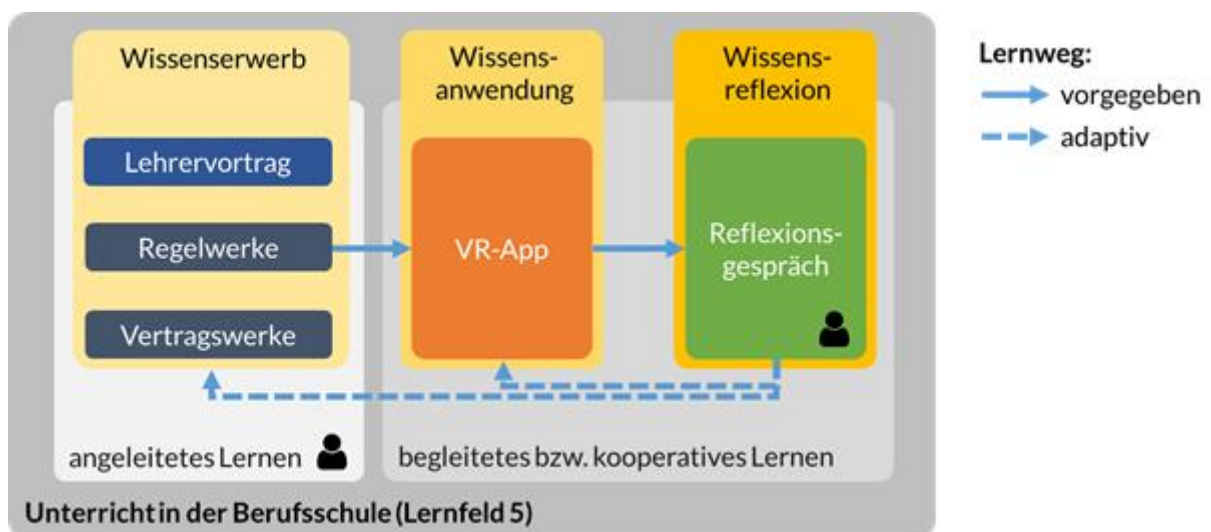 Wissenserwerb
Lehrervortrag
Regelwerke
Vertragswerke
angeleitetes Lernen
Wissens-
anwendung
VR-App
Wissens-
reflexion
Reflexions-
gespräch
begleitetes bzw. kooperatives Lernen
Unterricht in der Berufsschule (Lernfeld 5)
Lernweg:
vorgegeben
adaptiv